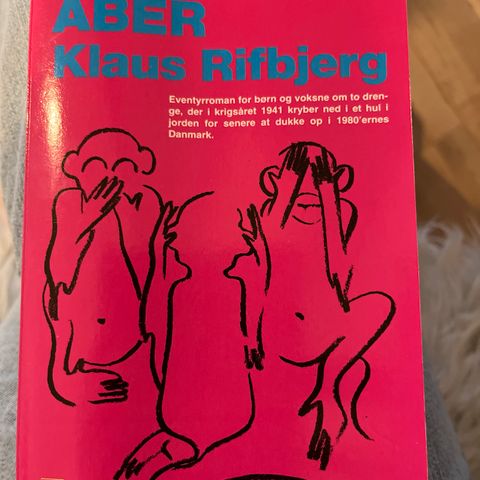 ABER
Klaus Rifbjerg
Eventyrroman for børn og voksne om to dren-
ge, der i krigsåret 1941 kryber ned i et hul i
jorden for senere at dukke op i 1980'ernes
Danmark.